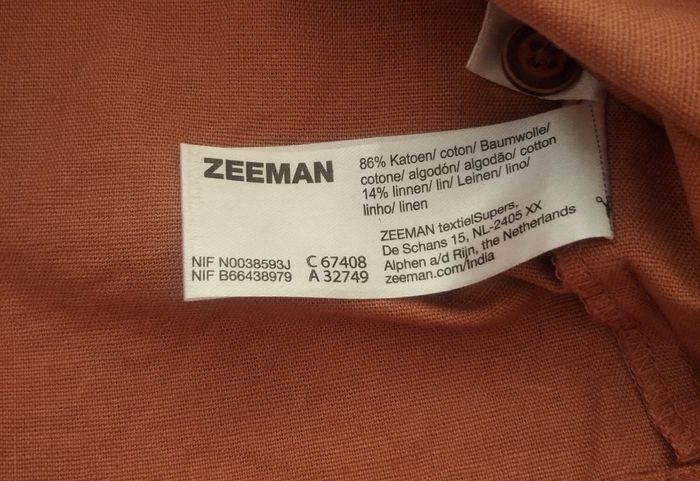 ZEEMAN
86% Katoen/ coton/ Baumwolle/
cotone/ algodón/ algodão/ cotton
14% linnen/ lin/ Leinen/ lino/
linho/ linen
ZEEMAN textielSupers,
De Schans 15, NL-2405 XX
Alphen a/d Rijn, the Netherlands
zeeman.com/India
NIF N0038593J C 67408
NIF B66438979 A 32749